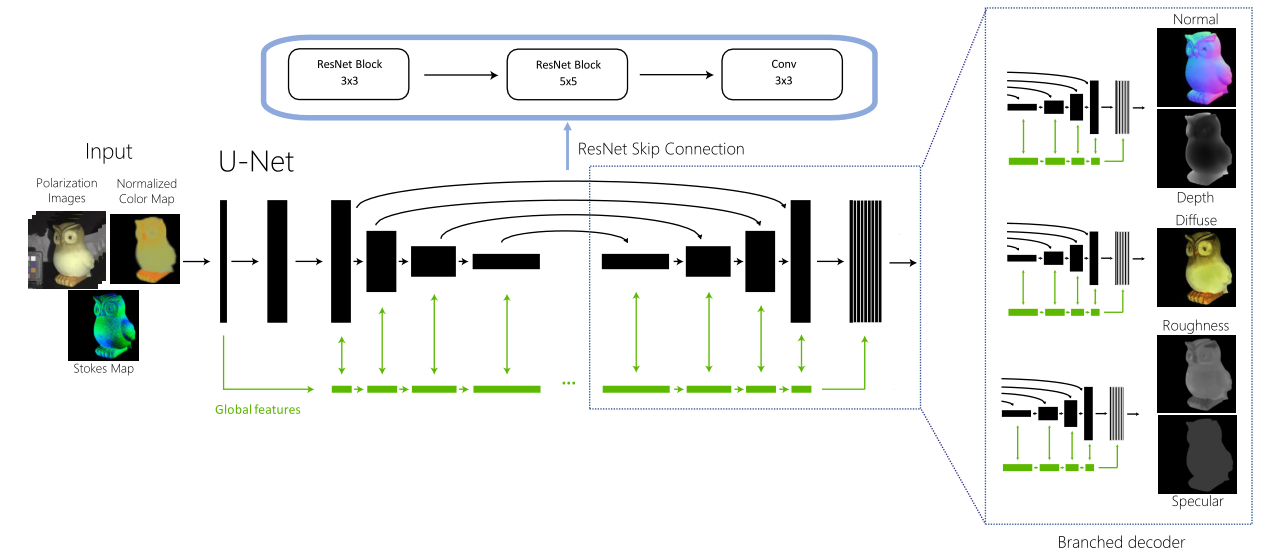 ResNet Block
3x3
ResNet Block
5x5
Conv
3x3
ResNet Skip Connection
Input
U-Net
Polarization
Images
Normalized
Color Map
Stokes Map
Global features
...
Normal
Depth
Diffuse
Roughness
Specular
Branched decoder